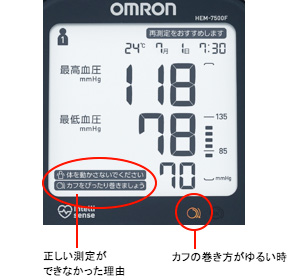 OMRON
HEM-7500F
1
再測定をおすすめします
24℃ 7月 1日 7:30
最高血圧
mmHg
118
最低血圧
mmHg
78
135
85
体を動かさないでください
カフをぴったり巻きましょう
70
mmHg
intelli
sense
正しい測定が
できなかった理由
カフの巻き方がゆるい時